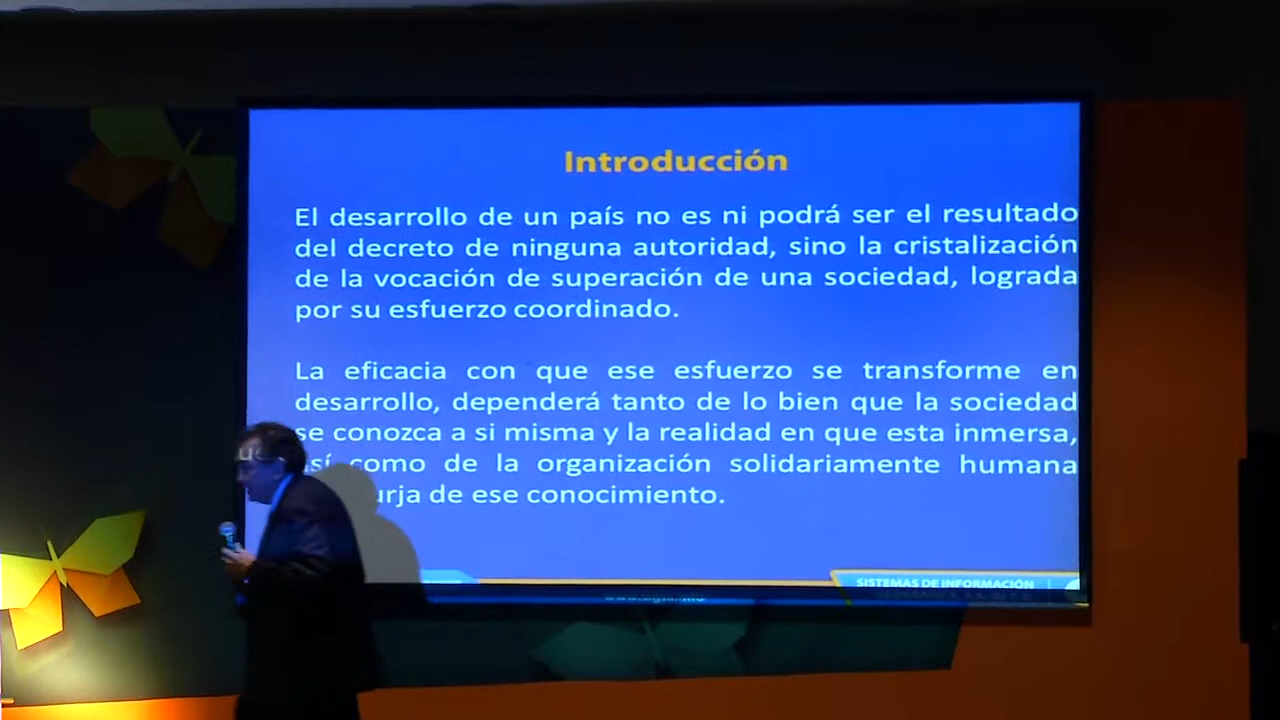 Introducción
El desarrollo de un país no es ni podrá ser el resultado
del decreto de ninguna autoridad, sino la cristalización
de la vocación de superación de una sociedad, lograda
por su esfuerzo coordinado.
La eficacia con que ese esfuerzo se transforme en
desarrollo, dependerá tanto de lo bien que la sociedad
se conozca a si misma y la realidad en que esta inmersa,
así como de la organización solidariamente humana
urja de ese conocimiento.
SISTEMAS DE INFORMACIÓN